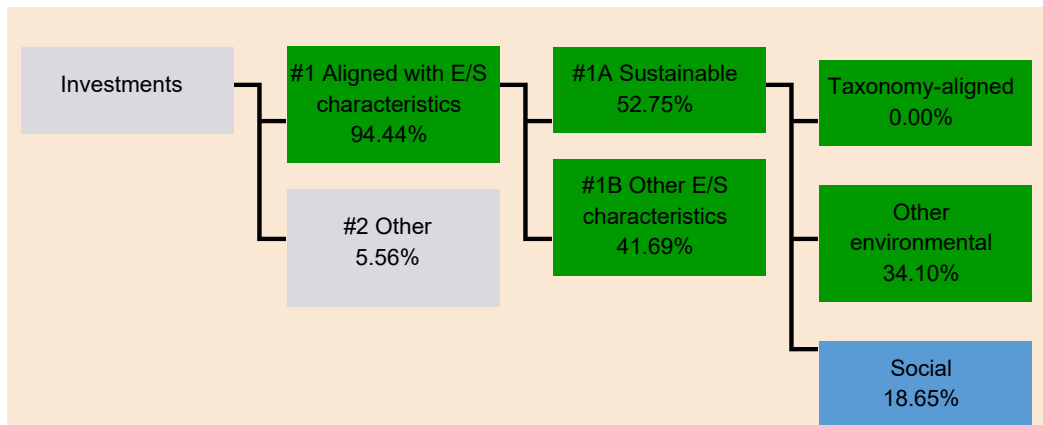 Investments
#1 Aligned with E/S
characteristics
94.44%
#2 Other
5.56%
#1A Sustainable
52.75%
#1B Other E/S
characteristics
41.69%
Taxonomy-aligned
0.00%
Other
environmental
34.10%
Social
18.65%